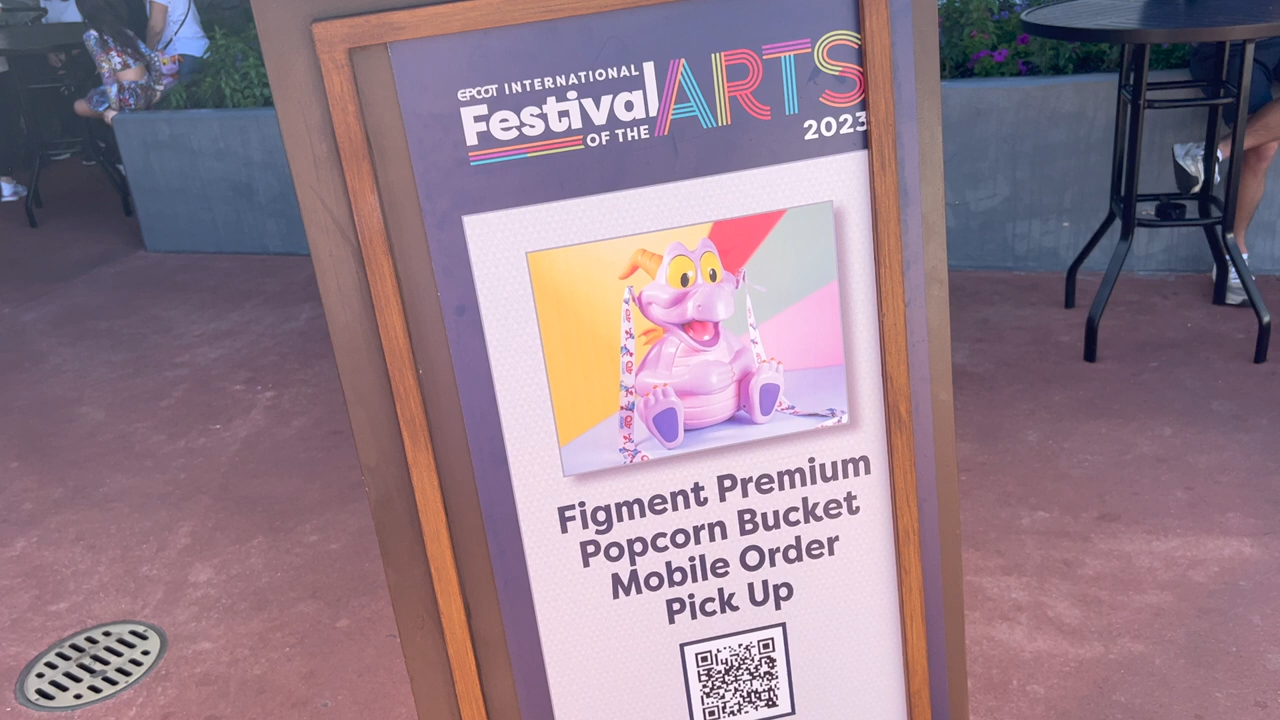 EPCOT INTERNATIONAL
Festival
OF THE ARTS
2023
Figment Premium
Popcorn Bucket
Mobile Order
Pick Up